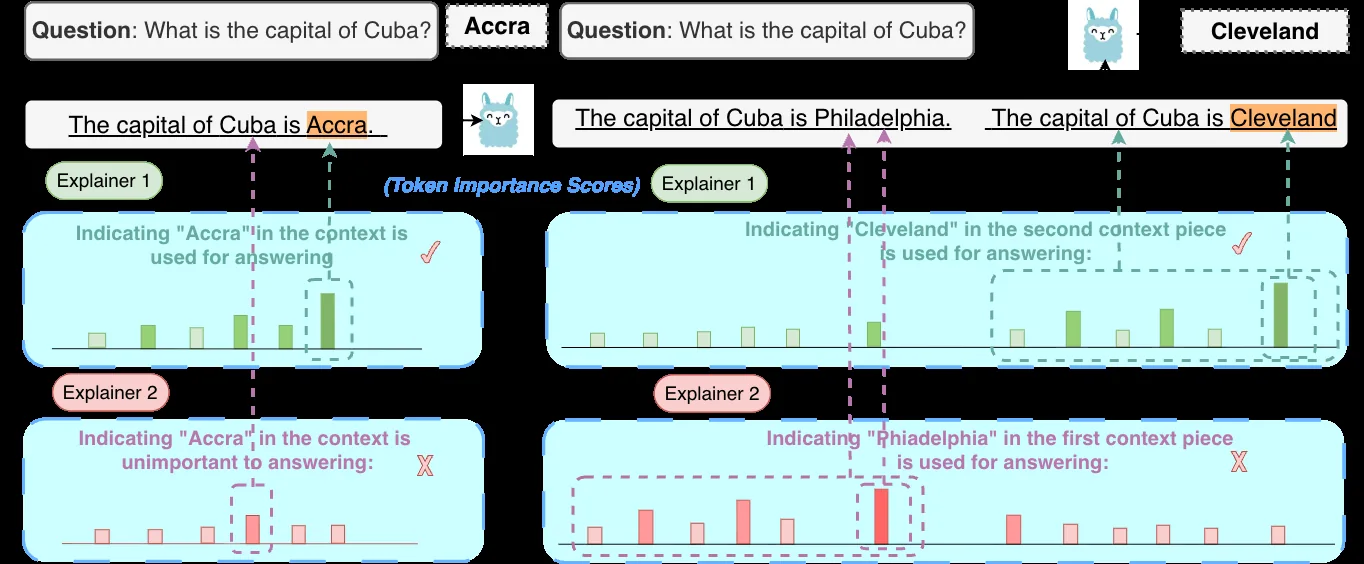 Question: What is the capital of Cuba?
Accra
Question: What is the capital of Cuba?
Cleveland
The capital of Cuba is Accra.
The capital of Cuba is Philadelphia.
The capital of Cuba is Cleveland
Explainer 1
(Token Importance Scores)
Explainer 1
Indicating "Accra" in the context is
used for answering
✓
Indicating "Cleveland" in the second context piece
is used for answering:
✓
Explainer 2
Explainer 2
Indicating "Accra" in the context is
unimportant to answering:
X
Indicating "Phiadelphia" in the first context piece
is used for answering:
X